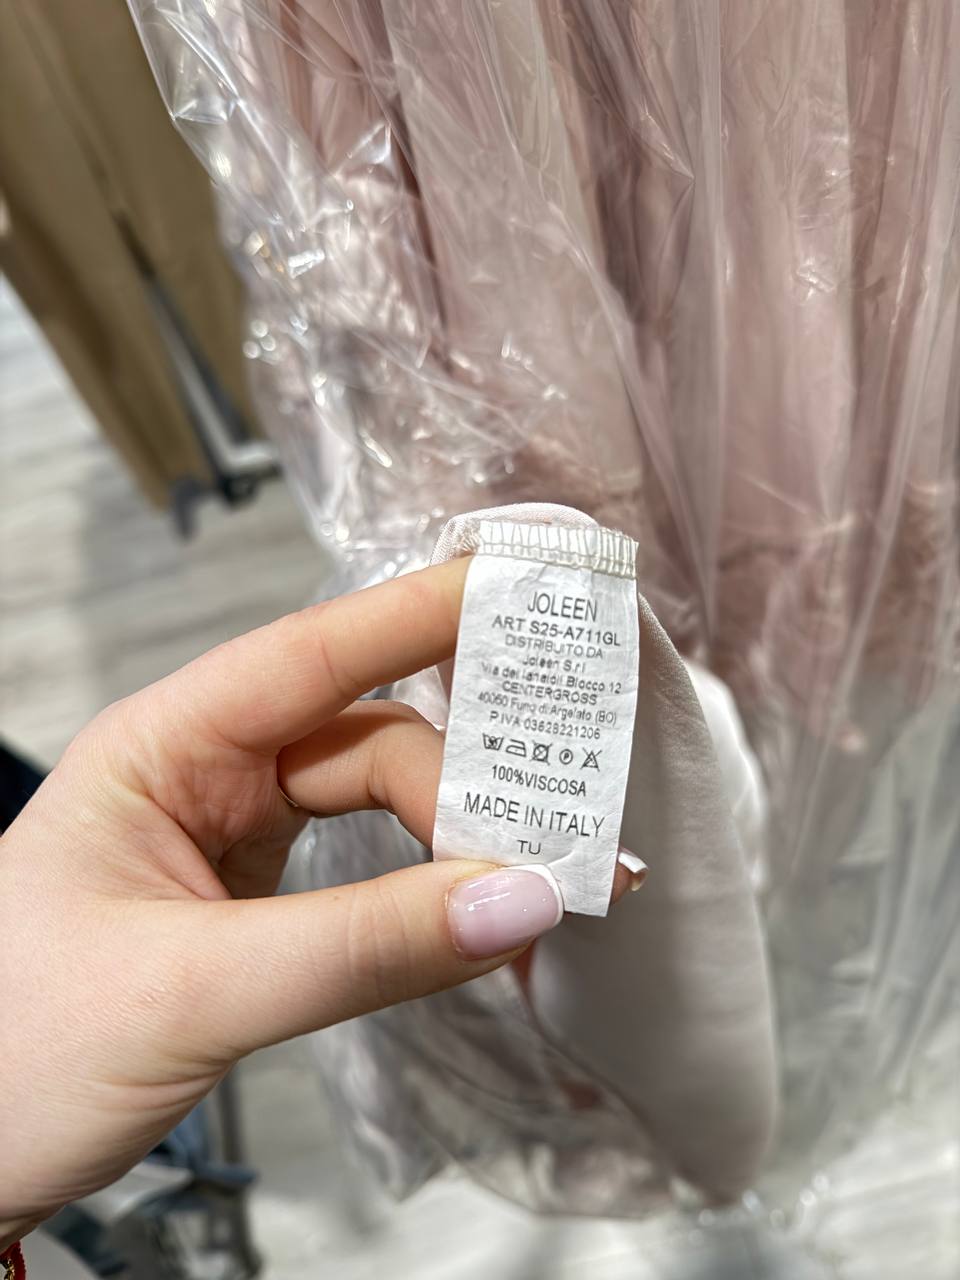 JOLEEN
ART S25-A711GL
DISTRIBUITO DA
Joleen S.r.l
Via dei lanaioli Blocco 12
CENTERGROSS
40050 Funo di Argelato (BO)
P.IVA 03628221206
100%VISCOSA
MADE IN ITALY
TU